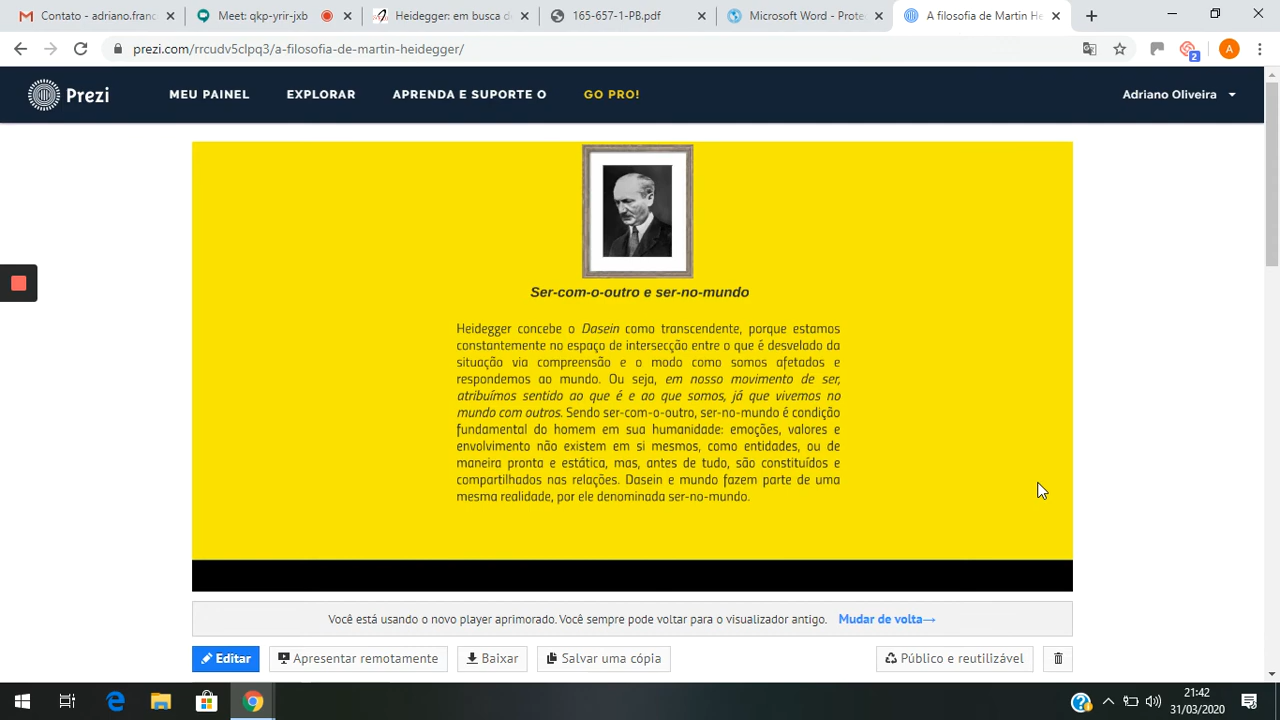 Contato - adriano.franc
Meet: qkp-yrir-jxb
Heidegger: em busca d
165-657-1-PB.pdf
Microsoft Word - Prote
A filosofia de Martin He
prezi.com/rrcudv5clpq3/a-filosofia-de-martin-heidegger/
2
A
Prezi
MEU PAINEL
EXPLORAR
APRENDA E SUPORTE O
GO PRO!
Adriano Oliveira
Ser-com-o-outro e ser-no-mundo
Heidegger concebe o Dasein como transcendente, porque estamos
constantemente no espaço de intersecção entre o que é desvelado da
situação via compreensão e o modo como somos afetados e
respondemos ao mundo. Ou seja, em nosso movimento de ser,
atribuímos sentido ao que é e ao que somos, já que vivemos no
mundo com outros. Sendo ser-com-o-outro, ser-no-mundo é condição
fundamental do homem em sua humanidade: emoções, valores e
envolvimento não existem em si mesmos, como entidades, ou de
maneira pronta e estática, mas, antes de tudo, são constituídos e
compartilhados nas relações. Dasein e mundo fazem parte de uma
mesma realidade, por ele denominada ser-no-mundo.
Você está usando o novo player aprimorado. Você sempre pode voltar para o visualizador antigo. Mudar de volta→
Editar
Apresentar remotamente
Baixar
Salvar uma cópia
Público e reutilizável
21:42
31/03/2020